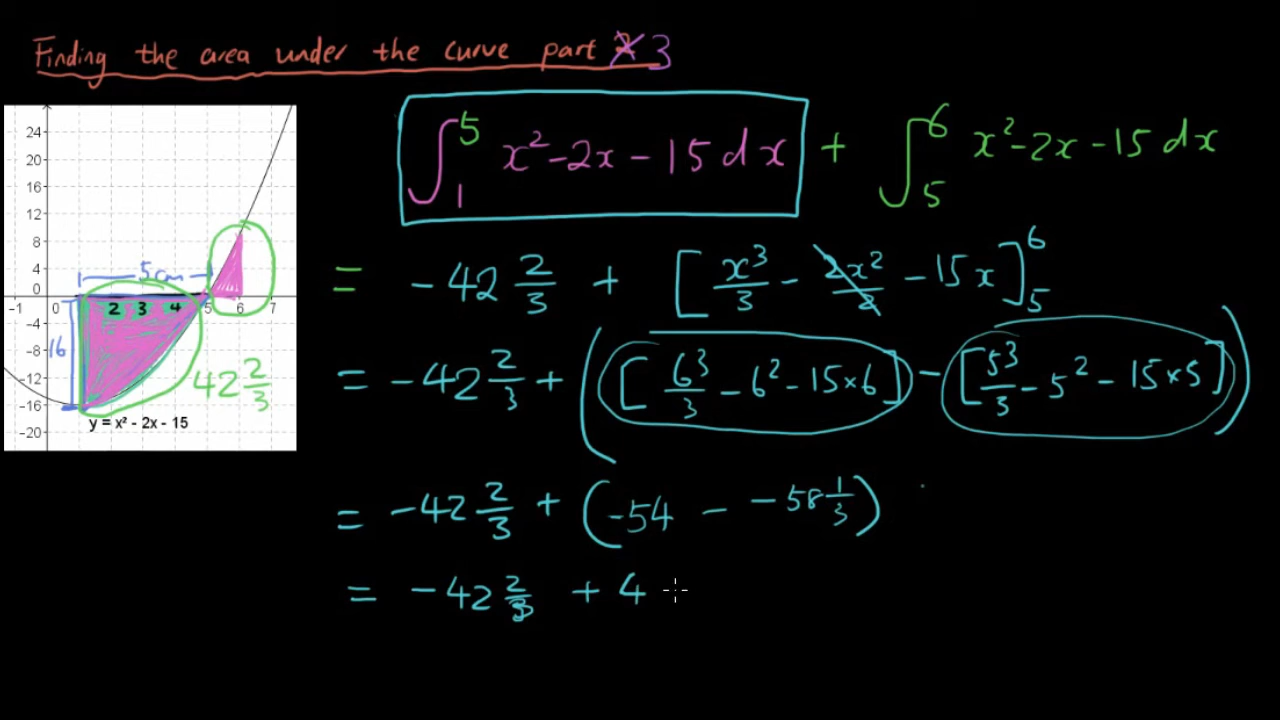 Finding the area under the curve part 3
∫₁⁵ x² - 2x - 15 dx + ∫₅⁶ x² - 2x - 15 dx
= -42 2/3 + [x³/3 - 2x²/2 - 15x]₅⁶
= -42 2/3 + ([6³/3 - 6² - 15×6] - [5³/3 - 5² - 15×5])
= -42 2/3 + (-54 - -58 1/3)
= -42 2/3 + 4
24
20
16
12
8
4
0
-1 0 2 3 4 5 6 7
-4
-8
-12
-16
-20
5cm
16
42 2/3
y = x² - 2x - 15